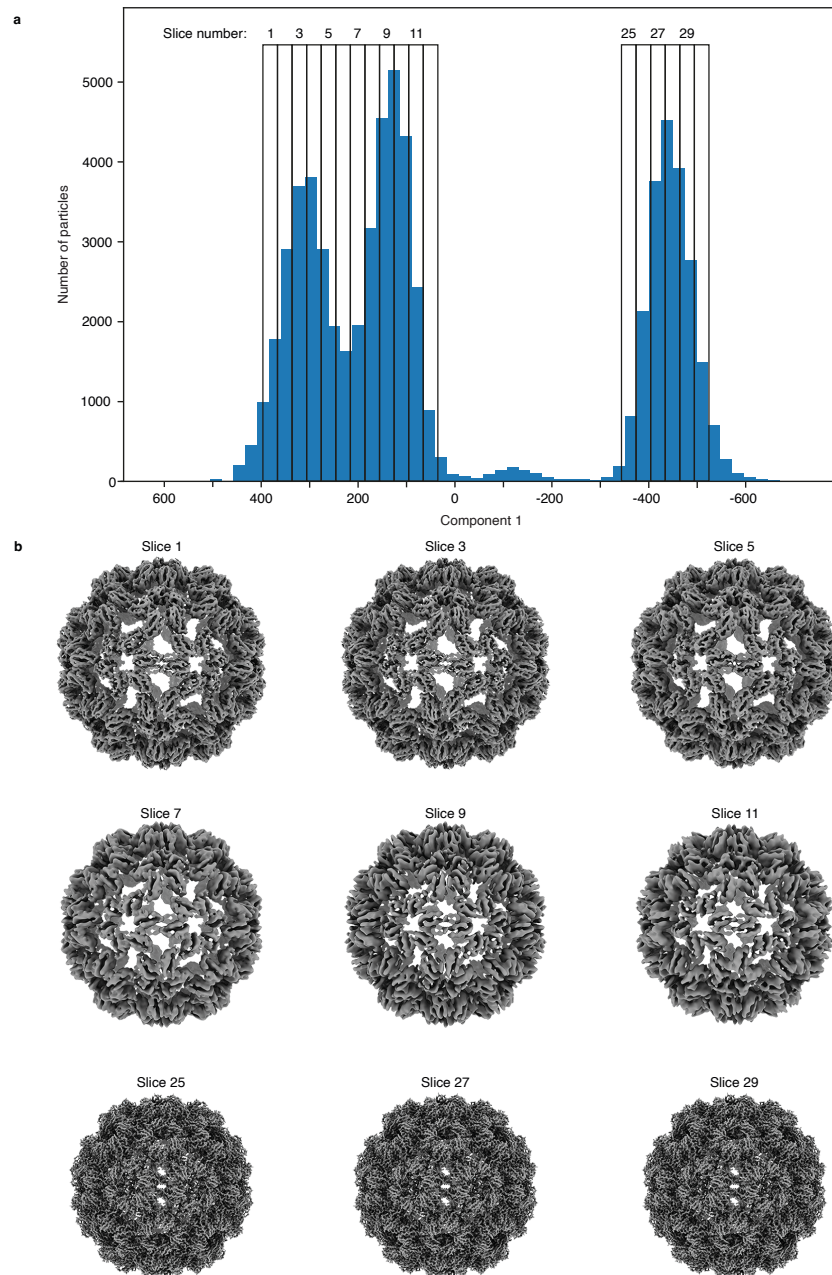 a
Slice number: 1 3 5 7 9 11 25 27 29
5000
4000
3000
2000
1000
0
Number of particles
600 400 200 0 -200 -400 -600
Component 1
b
Slice 1 Slice 3 Slice 5
Slice 7 Slice 9 Slice 11
Slice 25 Slice 27 Slice 29